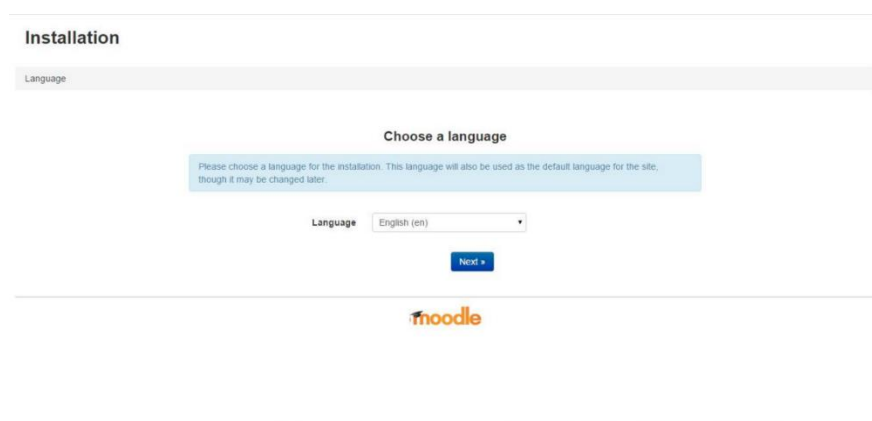 Installation
Language
Choose a language
Please choose a language for the installation. This language will also be used as the default language for the site,
though it may be changed later.
Language English (en)
Next »
moodle